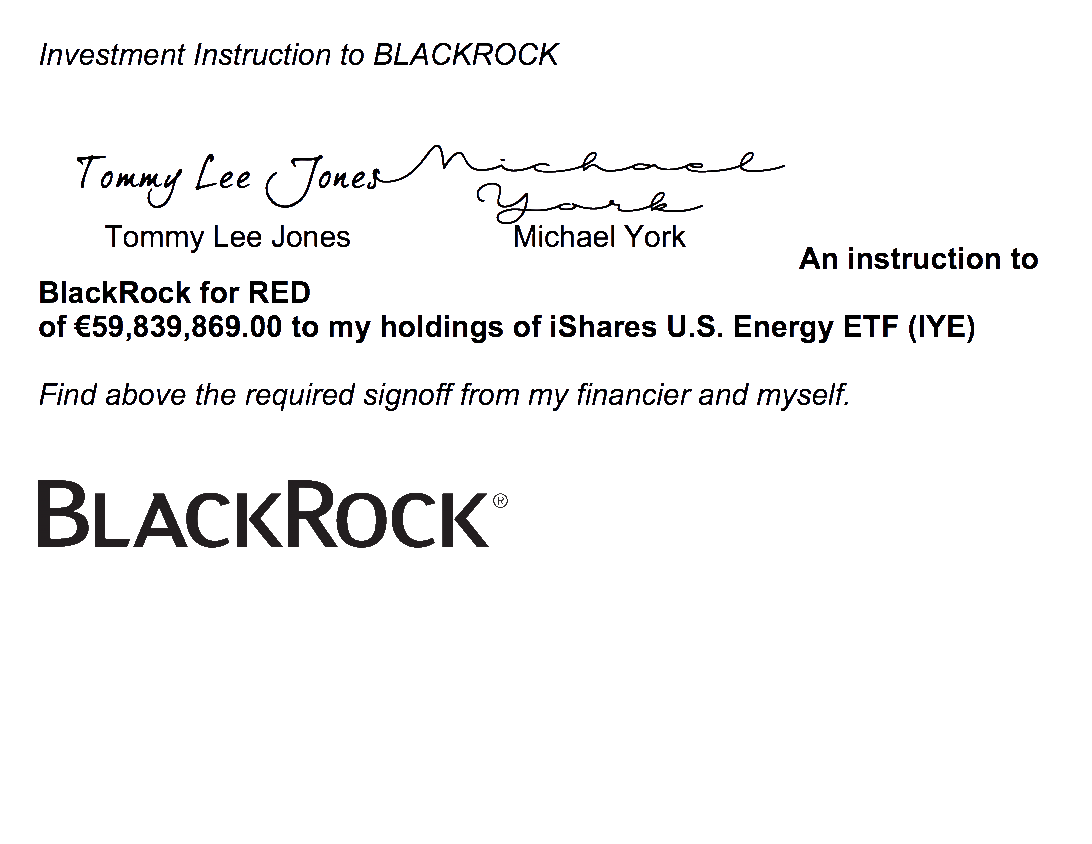 Investment Instruction to BLACKROCK
Tommy Lee Jones Michael
York
Tommy Lee Jones Michael York
An instruction to
BlackRock for RED
of €59,839,869.00 to my holdings of iShares U.S. Energy ETF (IYE)
Find above the required signoff from my financier and myself.
BLACKROCK®